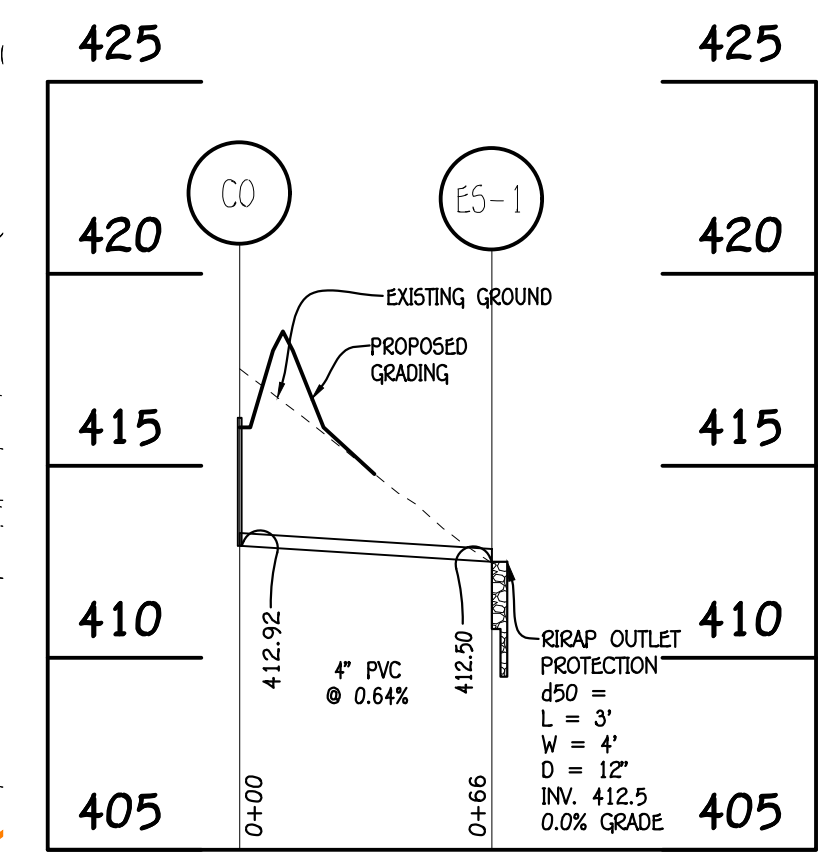 425
425
CO
ES-1
420
420
EXISTING GROUND
PROPOSED
GRADING
415
415
410
410
412.92
412.50
4" PVC
@ 0.64%
RIRAP OUTLET
PROTECTION
d50 =
L = 3'
W = 4'
D = 12"
INV. 412.5
0.0% GRADE
0+00
0+66
405
405